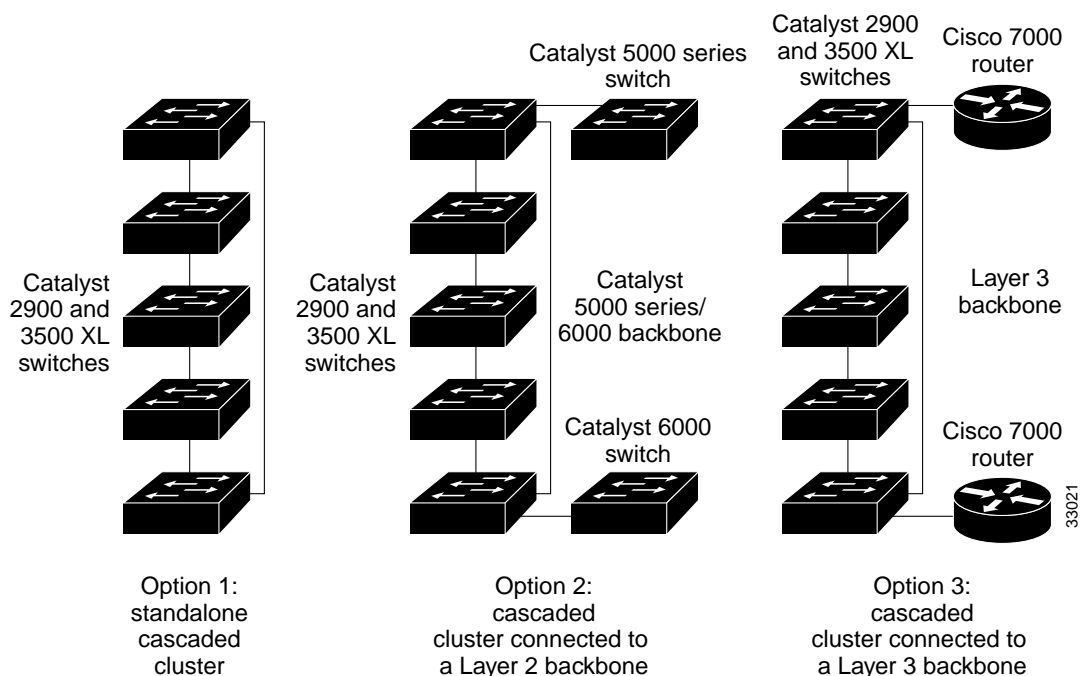 Catalyst 5000 series
switch
Catalyst 2900
and 3500 XL
switches
Cisco 7000
router
Catalyst
2900 and
3500 XL
switches
Catalyst
2900 and
3500 XL
switches
Catalyst
5000 series/
6000 backbone
Layer 3
backbone
Catalyst 6000
switch
Cisco 7000
router
33021
Option 1:
standalone
cascaded
cluster
Option 2:
cascaded
cluster connected to
a Layer 2 backbone
Option 3:
cascaded
cluster connected to
a Layer 3 backbone